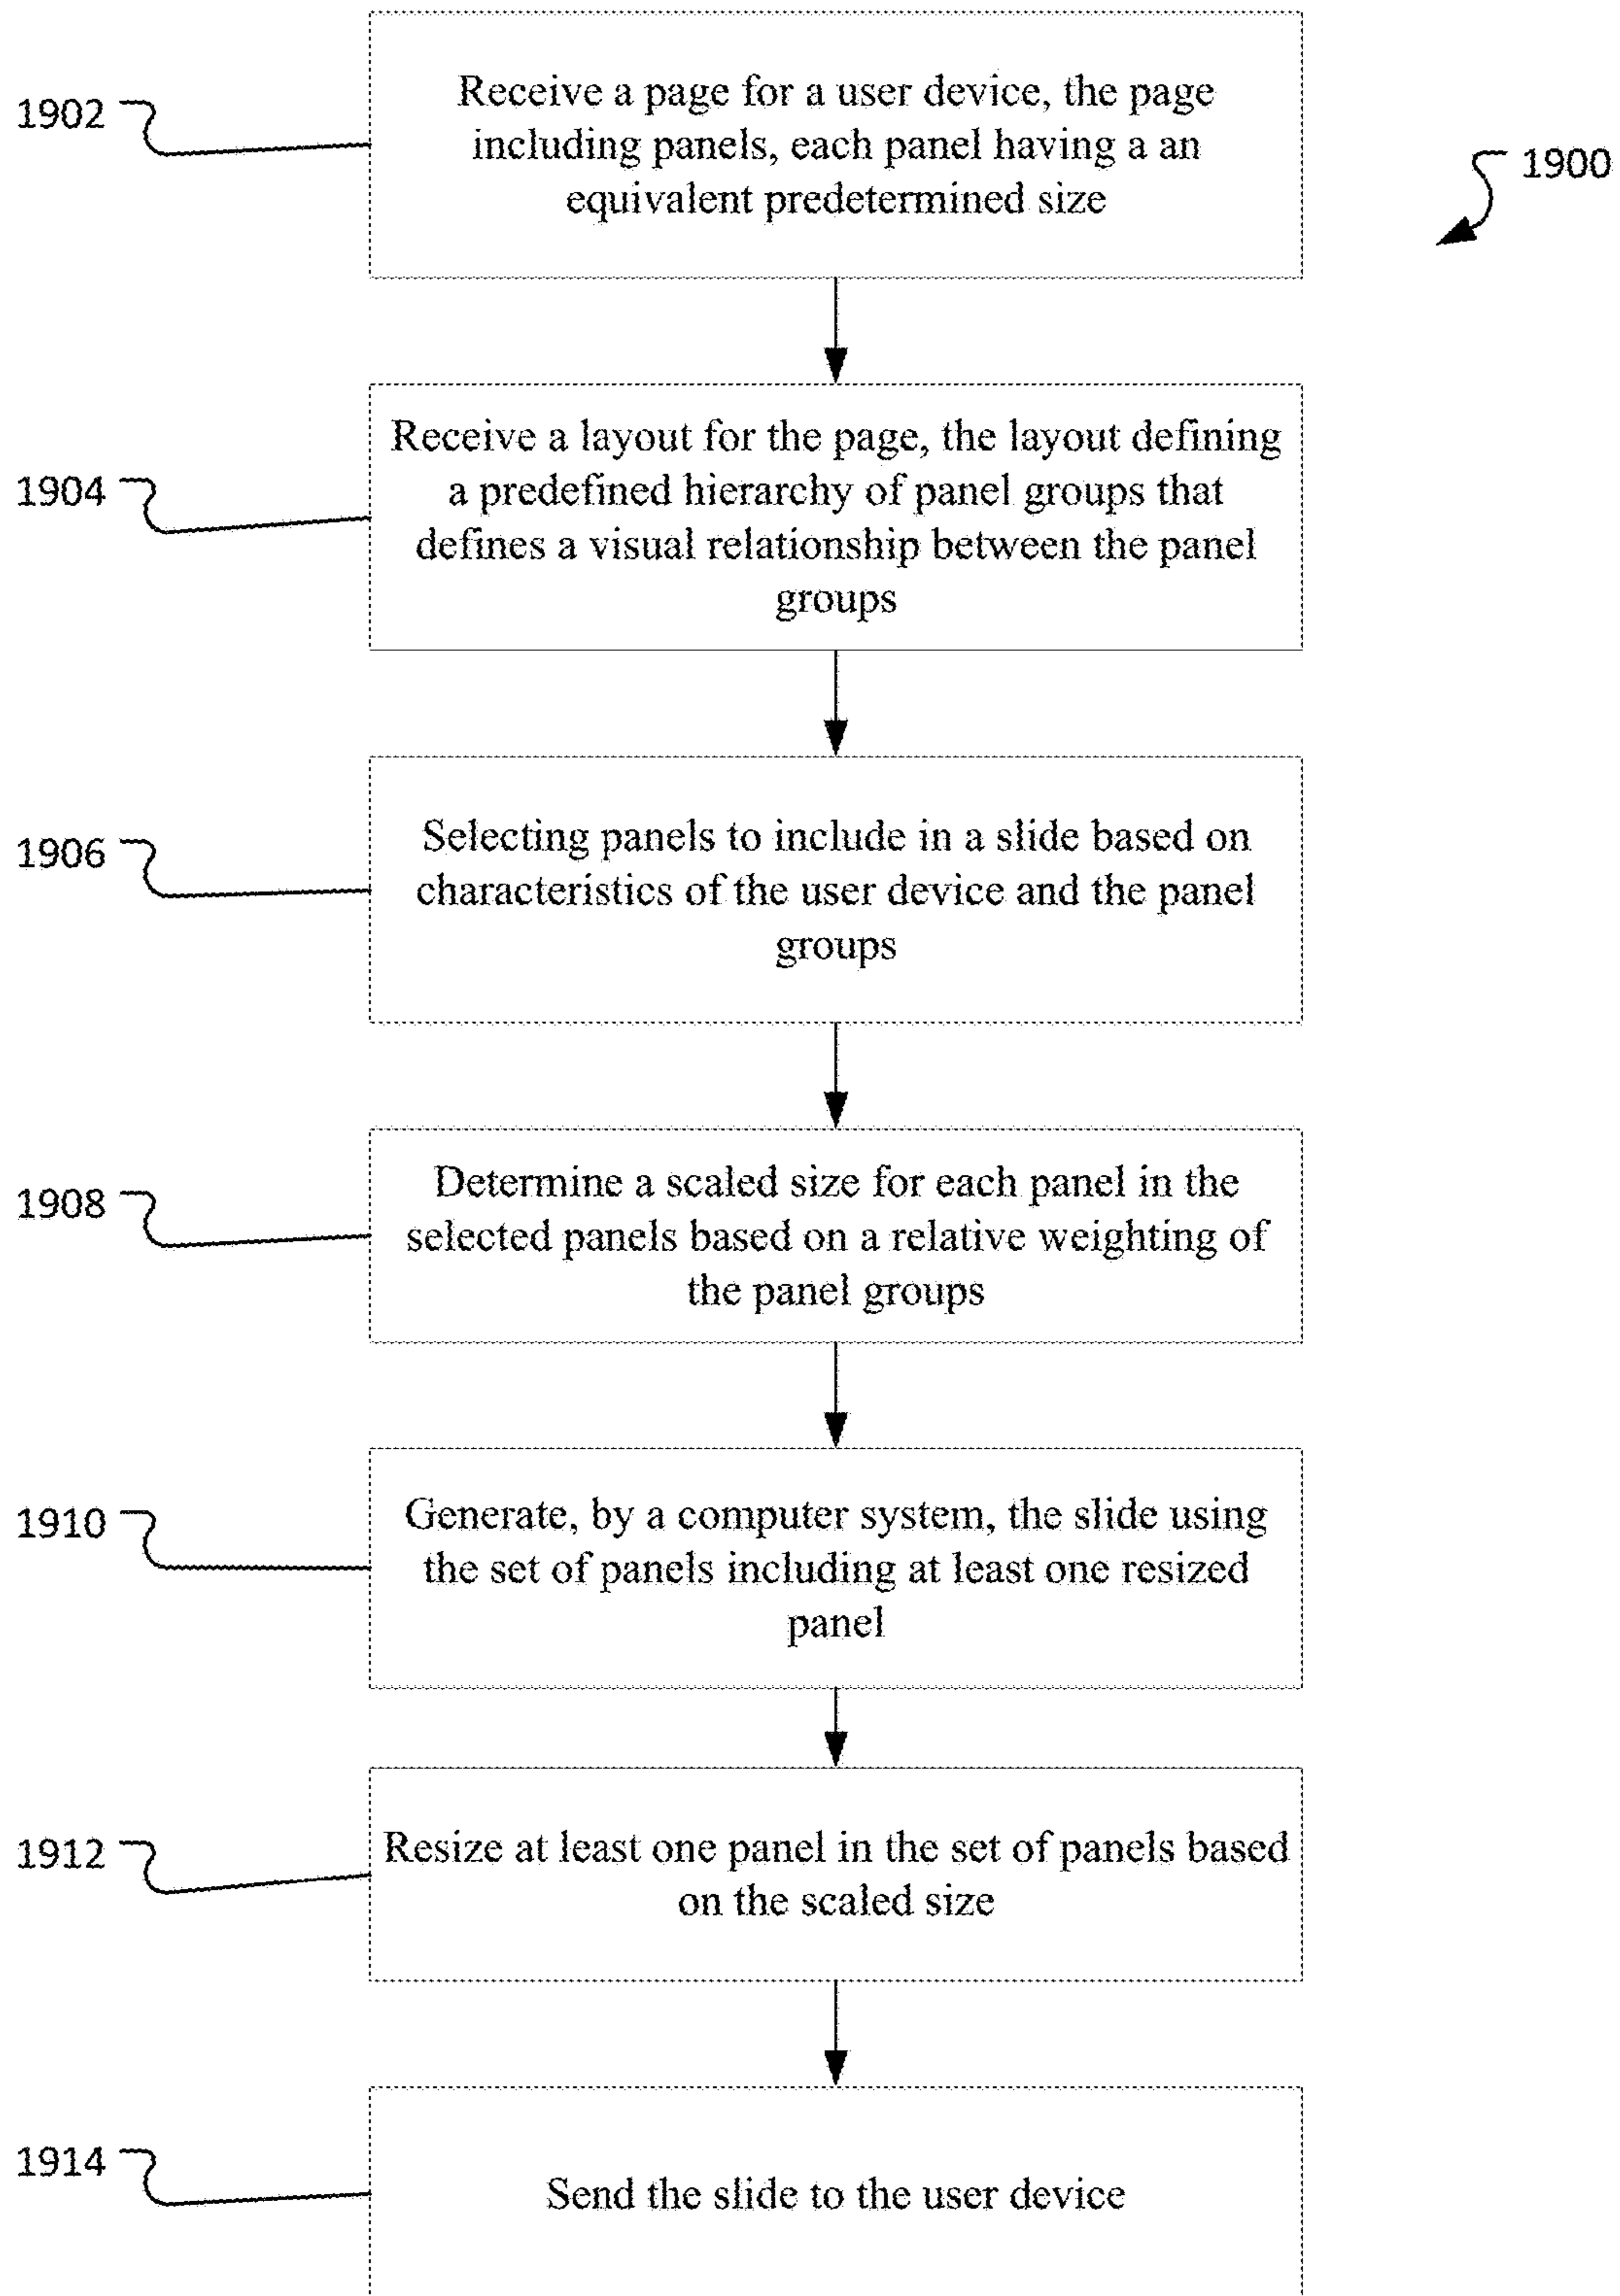 1902
Receive a page for a user device, the page
including panels, each panel having a an
equivalent predetermined size
1900
1904
Receive a layout for the page, the layout defining
a predefined hierarchy of panel groups that
defines a visual relationship between the panel
groups
1906
Selecting panels to include in a slide based on
characteristics of the user device and the panel
groups
1908
Determine a scaled size for each panel in the
selected panels based on a relative weighting of
the panel groups
1910
Generate, by a computer system, the slide using
the set of panels including at least one resized
panel
1912
Resize at least one panel in the set of panels based
on the scaled size
1914
Send the slide to the user device